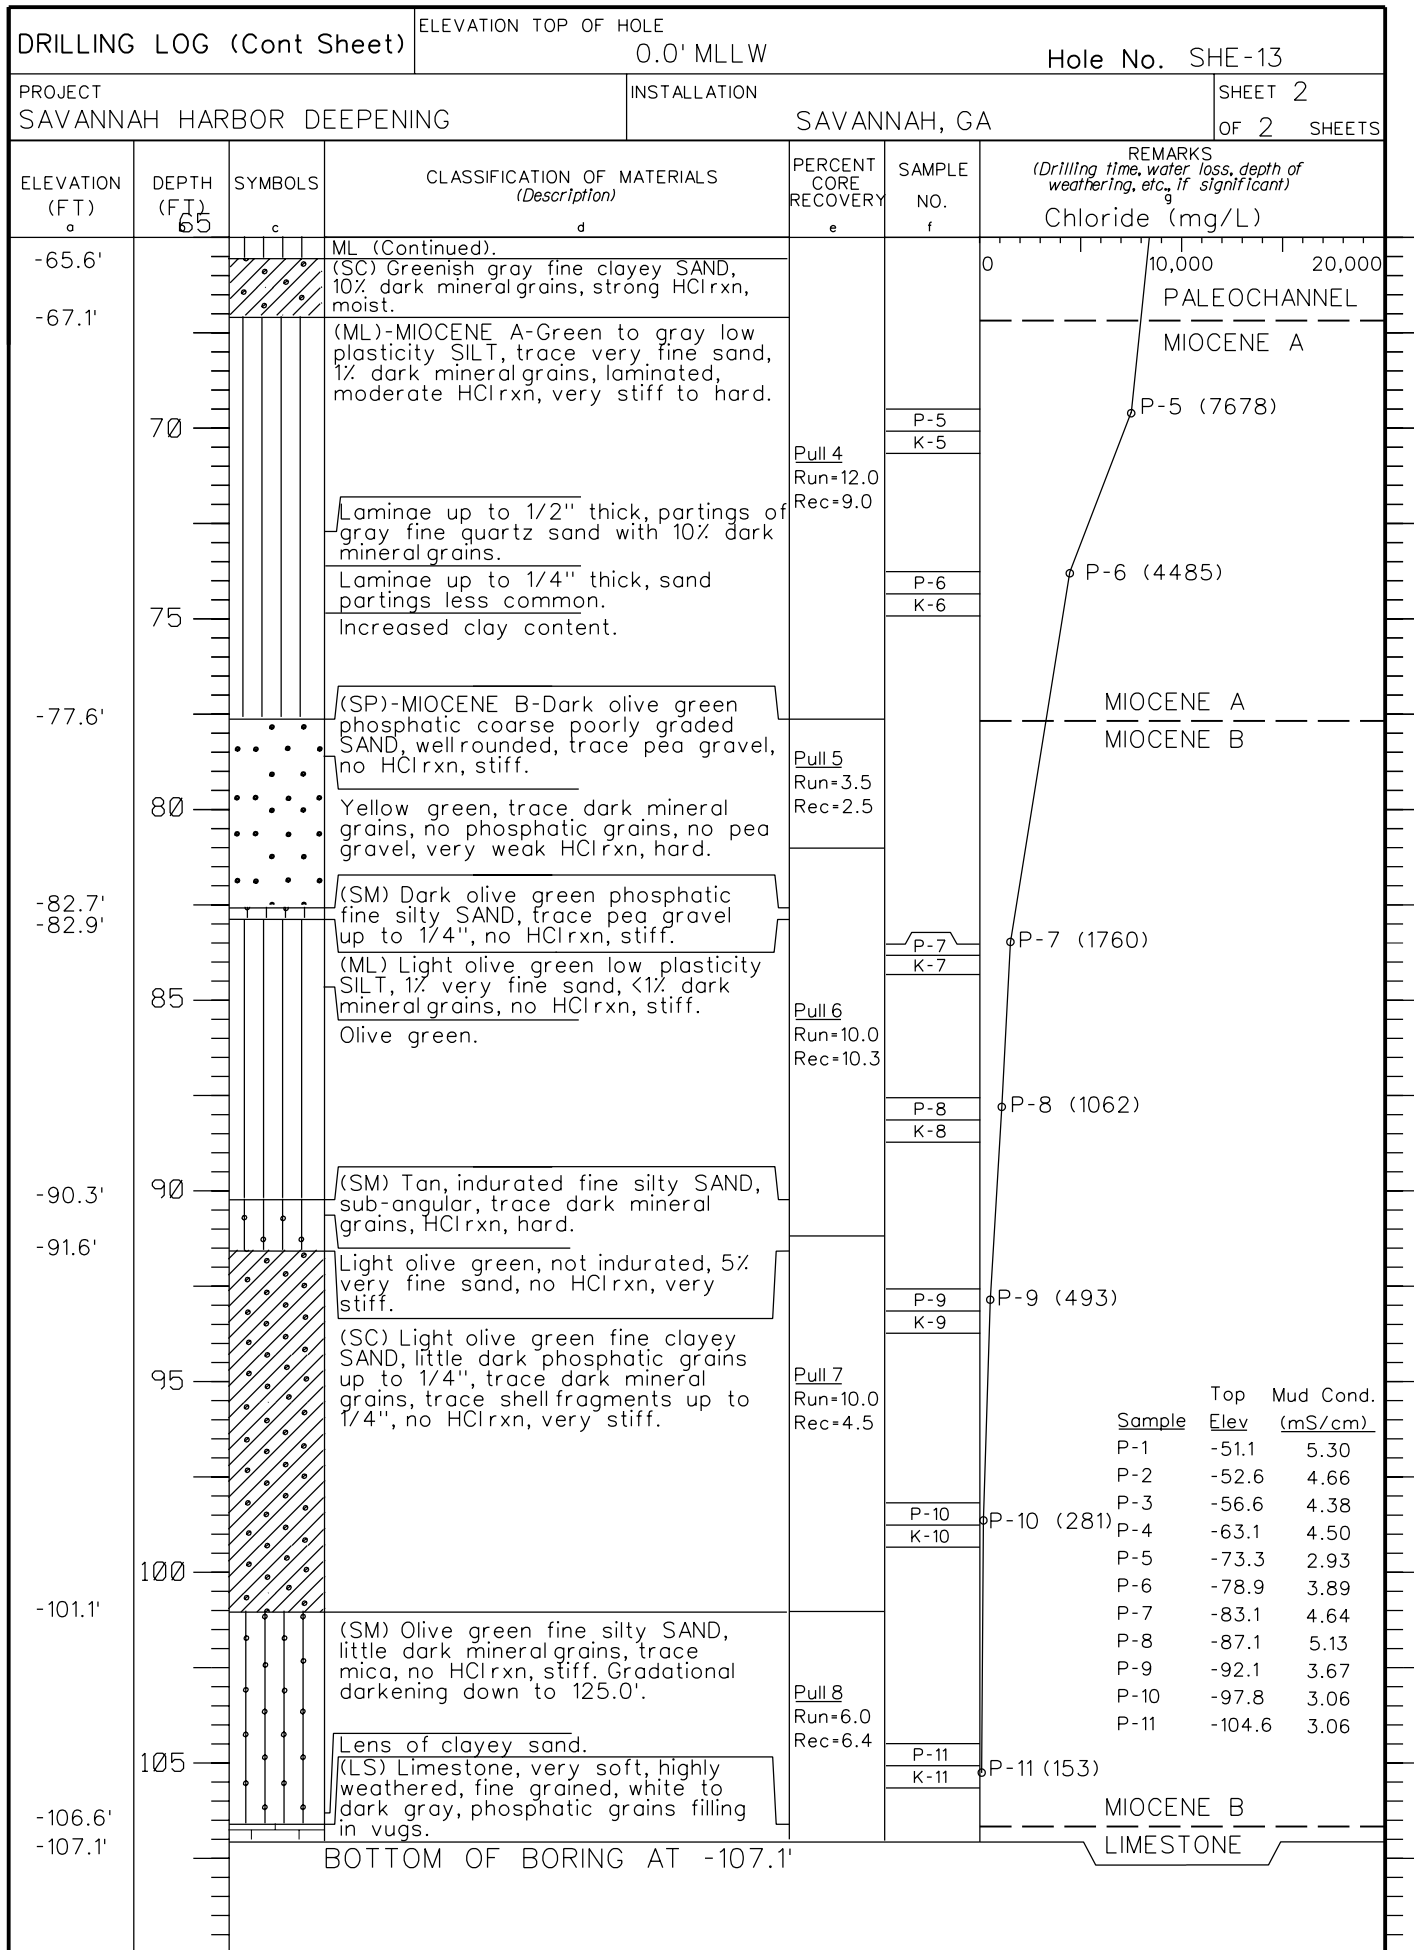 DRILLING LOG (Cont Sheet)
ELEVATION TOP OF HOLE
0.0' MLLW
Hole No. SHE-13
PROJECT
SAVANNAH HARBOR DEEPENING
INSTALLATION
SAVANNAH, GA
SHEET 2
OF 2 SHEETS
ELEVATION
(FT)
a
DEPTH
(FT)
b
65
SYMBOLS
c
CLASSIFICATION OF MATERIALS
(Description)
d
PERCENT
CORE
RECOVERY
e
SAMPLE
NO.
f
REMARKS
(Drilling time, water loss, depth of
weathering, etc., if significant)
g
Chloride (mg/L)
0 10,000 20,000
-65.6'
-67.1'
-77.6'
-82.7'
-82.9'
-90.3'
-91.6'
-101.1'
-106.6'
-107.1'
70
75
80
85
90
95
100
105
ML (Continued).
(SC) Greenish gray fine clayey SAND,
10% dark mineral grains, strong HCl rxn,
moist.
(ML)-MIOCENE A-Green to gray low
plasticity SILT, trace very fine sand,
1% dark mineral grains, laminated,
moderate HCl rxn, very stiff to hard.
Laminae up to 1/2" thick, partings of
gray fine quartz sand with 10% dark
mineral grains.
Laminae up to 1/4" thick, sand
partings less common.
Increased clay content.
(SP)-MIOCENE B-Dark olive green
phosphatic coarse poorly graded
SAND, well rounded, trace pea gravel,
no HCl rxn, stiff.
Yellow green, trace dark mineral
grains, no phosphatic grains, no pea
gravel, very weak HCl rxn, hard.
(SM) Dark olive green phosphatic
fine silty SAND, trace pea gravel
up to 1/4", no HCl rxn, stiff.
(ML) Light olive green low plasticity
SILT, 1% very fine sand, <1% dark
mineral grains, no HCl rxn, stiff.
Olive green.
(SM) Tan, indurated fine silty SAND,
sub-angular, trace dark mineral
grains, HCl rxn, hard.
Light olive green, not indurated, 5%
very fine sand, no HCl rxn, very
stiff.
(SC) Light olive green fine clayey
SAND, little dark phosphatic grains
up to 1/4", trace dark mineral
grains, trace shell fragments up to
1/4", no HCl rxn, very stiff.
(SM) Olive green fine silty SAND,
little dark mineral grains, trace
mica, no HCl rxn, stiff. Gradational
darkening down to 125.0'.
Lens of clayey sand.
(LS) Limestone, very soft, highly
weathered, fine grained, white to
dark gray, phosphatic grains filling
in vugs.
BOTTOM OF BORING AT -107.1'
Pull 4
Run=12.0
Rec=9.0
Pull 5
Run=3.5
Rec=2.5
Pull 6
Run=10.0
Rec=10.3
Pull 7
Run=10.0
Rec=4.5
Pull 8
Run=6.0
Rec=6.4
P-5
K-5
P-6
K-6
P-7
K-7
P-8
K-8
P-9
K-9
P-10
K-10
P-11
K-11
PALEOCHANNEL
MIOCENE A
P-5 (7678)
P-6 (4485)
MIOCENE A
MIOCENE B
P-7 (1760)
P-8 (1062)
P-9 (493)
P-10 (281)
P-11 (153)
MIOCENE B
LIMESTONE
Top Mud Cond.
Sample Elev (mS/cm)
P-1 -51.1 5.30
P-2 -52.6 4.66
P-3 -56.6 4.38
P-4 -63.1 4.50
P-5 -73.3 2.93
P-6 -78.9 3.89
P-7 -83.1 4.64
P-8 -87.1 5.13
P-9 -92.1 3.67
P-10 -97.8 3.06
P-11 -104.6 3.06